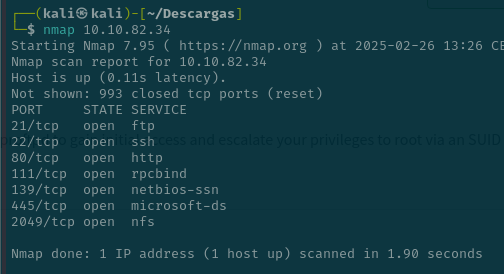 ┌──(kali㉿kali)-[~/Descargas]
└─$ nmap 10.10.82.34
Starting Nmap 7.95 ( https://nmap.org ) at 2025-02-26 13:26 CE
Nmap scan report for 10.10.82.34
Host is up (0.11s latency).
Not shown: 993 closed tcp ports (reset)
PORT     STATE SERVICE
21/tcp   open  ftp
22/tcp   open  ssh
80/tcp   open  http
access and escalate your privileges to root via an SUID
111/tcp  open  rpcbind
139/tcp  open  netbios-ssn
445/tcp  open  microsoft-ds
2049/tcp open  nfs
Nmap done: 1 IP address (1 host up) scanned in 1.90 seconds